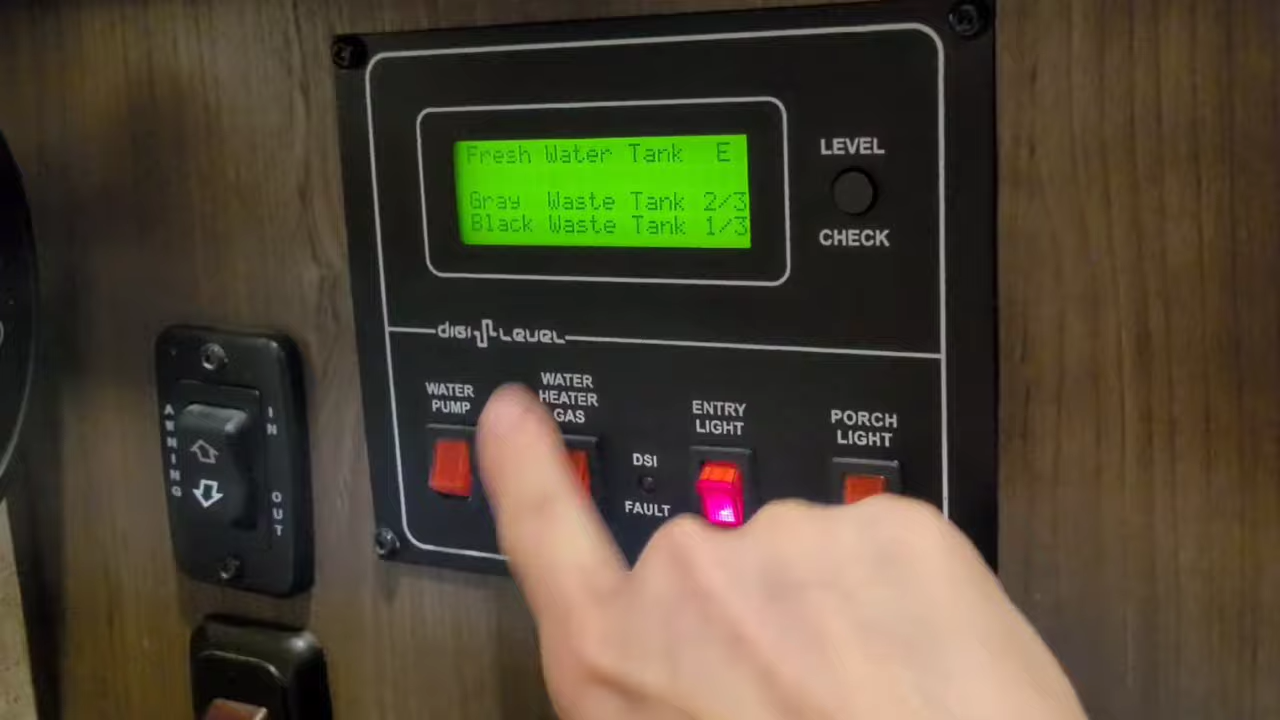 Fresh Water Tank E
Gray Waste Tank 2/3
Black Waste Tank 1/3
LEVEL
CHECK
DIGI LEVEL
WATER
PUMP
WATER
HEATER
GAS
DSI
FAULT
ENTRY
LIGHT
PORCH
LIGHT
AWNING
IN
OUT